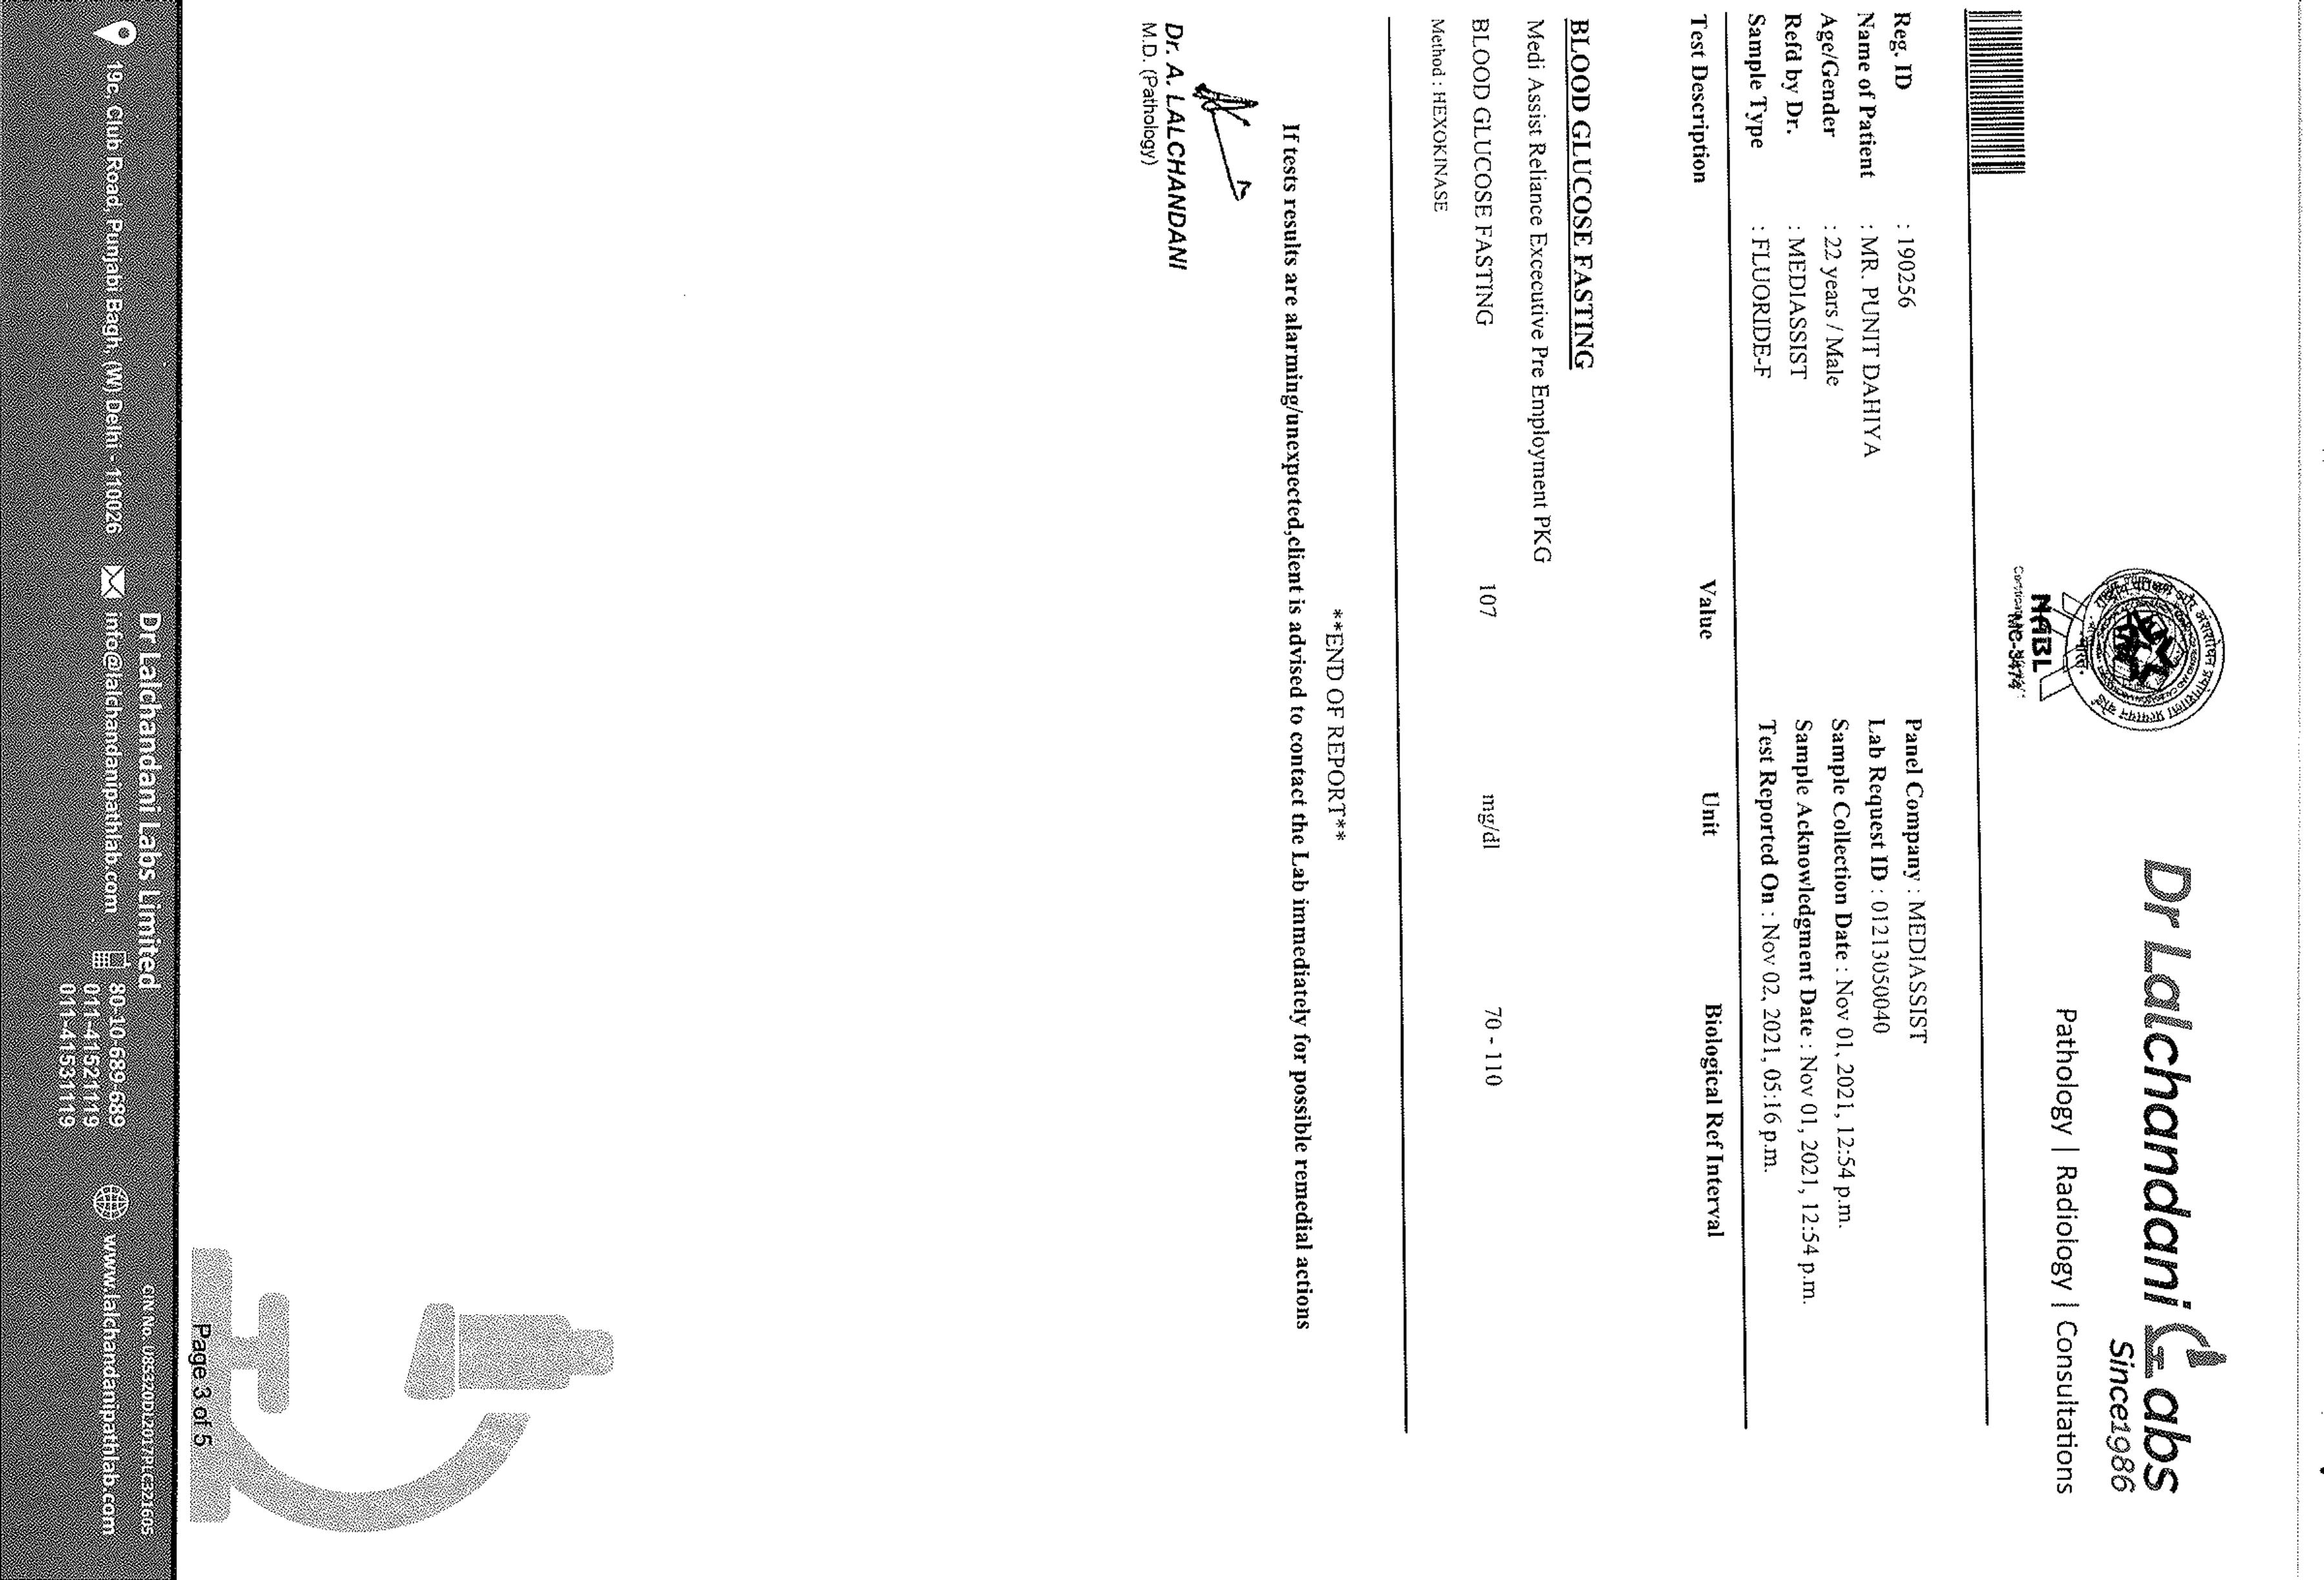 NABL
MC-3474
Dr Lalchandani Labs
Since1986
Pathology | Radiology | Consultations
Reg. ID : 190256
Name of Patient : MR. PUNIT DAHIYA
Age/Gender : 22 years / Male
Refd by Dr. : MEDIASSIST
Sample Type : FLUORIDE-F
Panel Company : MEDIASSIST
Lab Request ID : 01213050040
Sample Collection Date : Nov 01, 2021, 12:54 p.m.
Sample Acknowledgment Date : Nov 01, 2021, 12:54 p.m.
Test Reported On : Nov 02, 2021, 05:16 p.m.
Test Description Value Unit Biological Ref Interval
BLOOD GLUCOSE FASTING
Medi Assist Reliance Excecutive Pre Employment PKG
BLOOD GLUCOSE FASTING 107 mg/dl 70 - 110
Method : HEXOKINASE
**END OF REPORT**
If tests results are alarming/unexpected,client is advised to contact the Lab immediately for possible remedial actions
Dr. A. LALCHANDANI
M.D. (Pathology)
Page 3 of 5
Dr Lalchandani Labs Limited
CIN No. U85320DL2017PLC321605
19c, Club Road, Punjabi Bagh, (W) Delhi - 110026
info@lalchandanipathlab.com
80-10-689-689
011-41521119
011-41531119
www.lalchandanipathlab.com